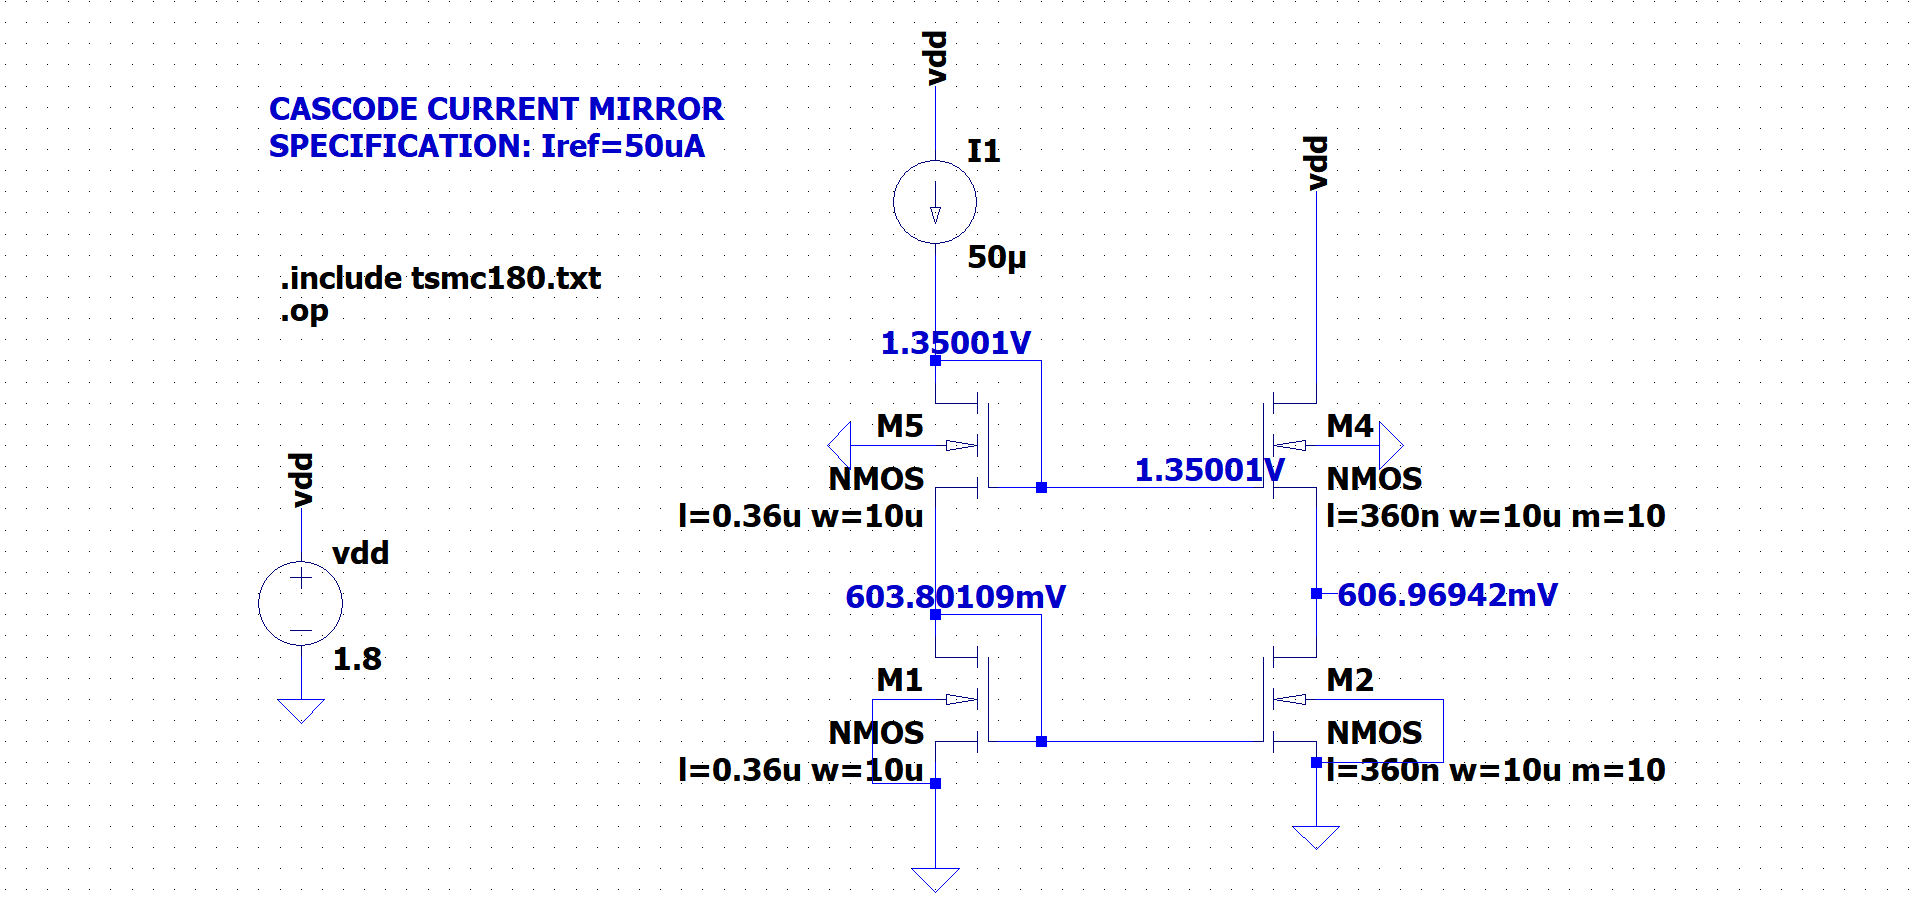 CASCODE CURRENT MIRROR
SPECIFICATION: Iref=50uA
.include tsmc180.txt
.op
vdd
vdd
1.8
vdd
I1
50µ
1.35001V
M5
NMOS
l=0.36u w=10u
603.80109mV
M1
NMOS
l=0.36u w=10u
vdd
M4
1.35001V
NMOS
l=360n w=10u m=10
606.96942mV
M2
NMOS
l=360n w=10u m=10